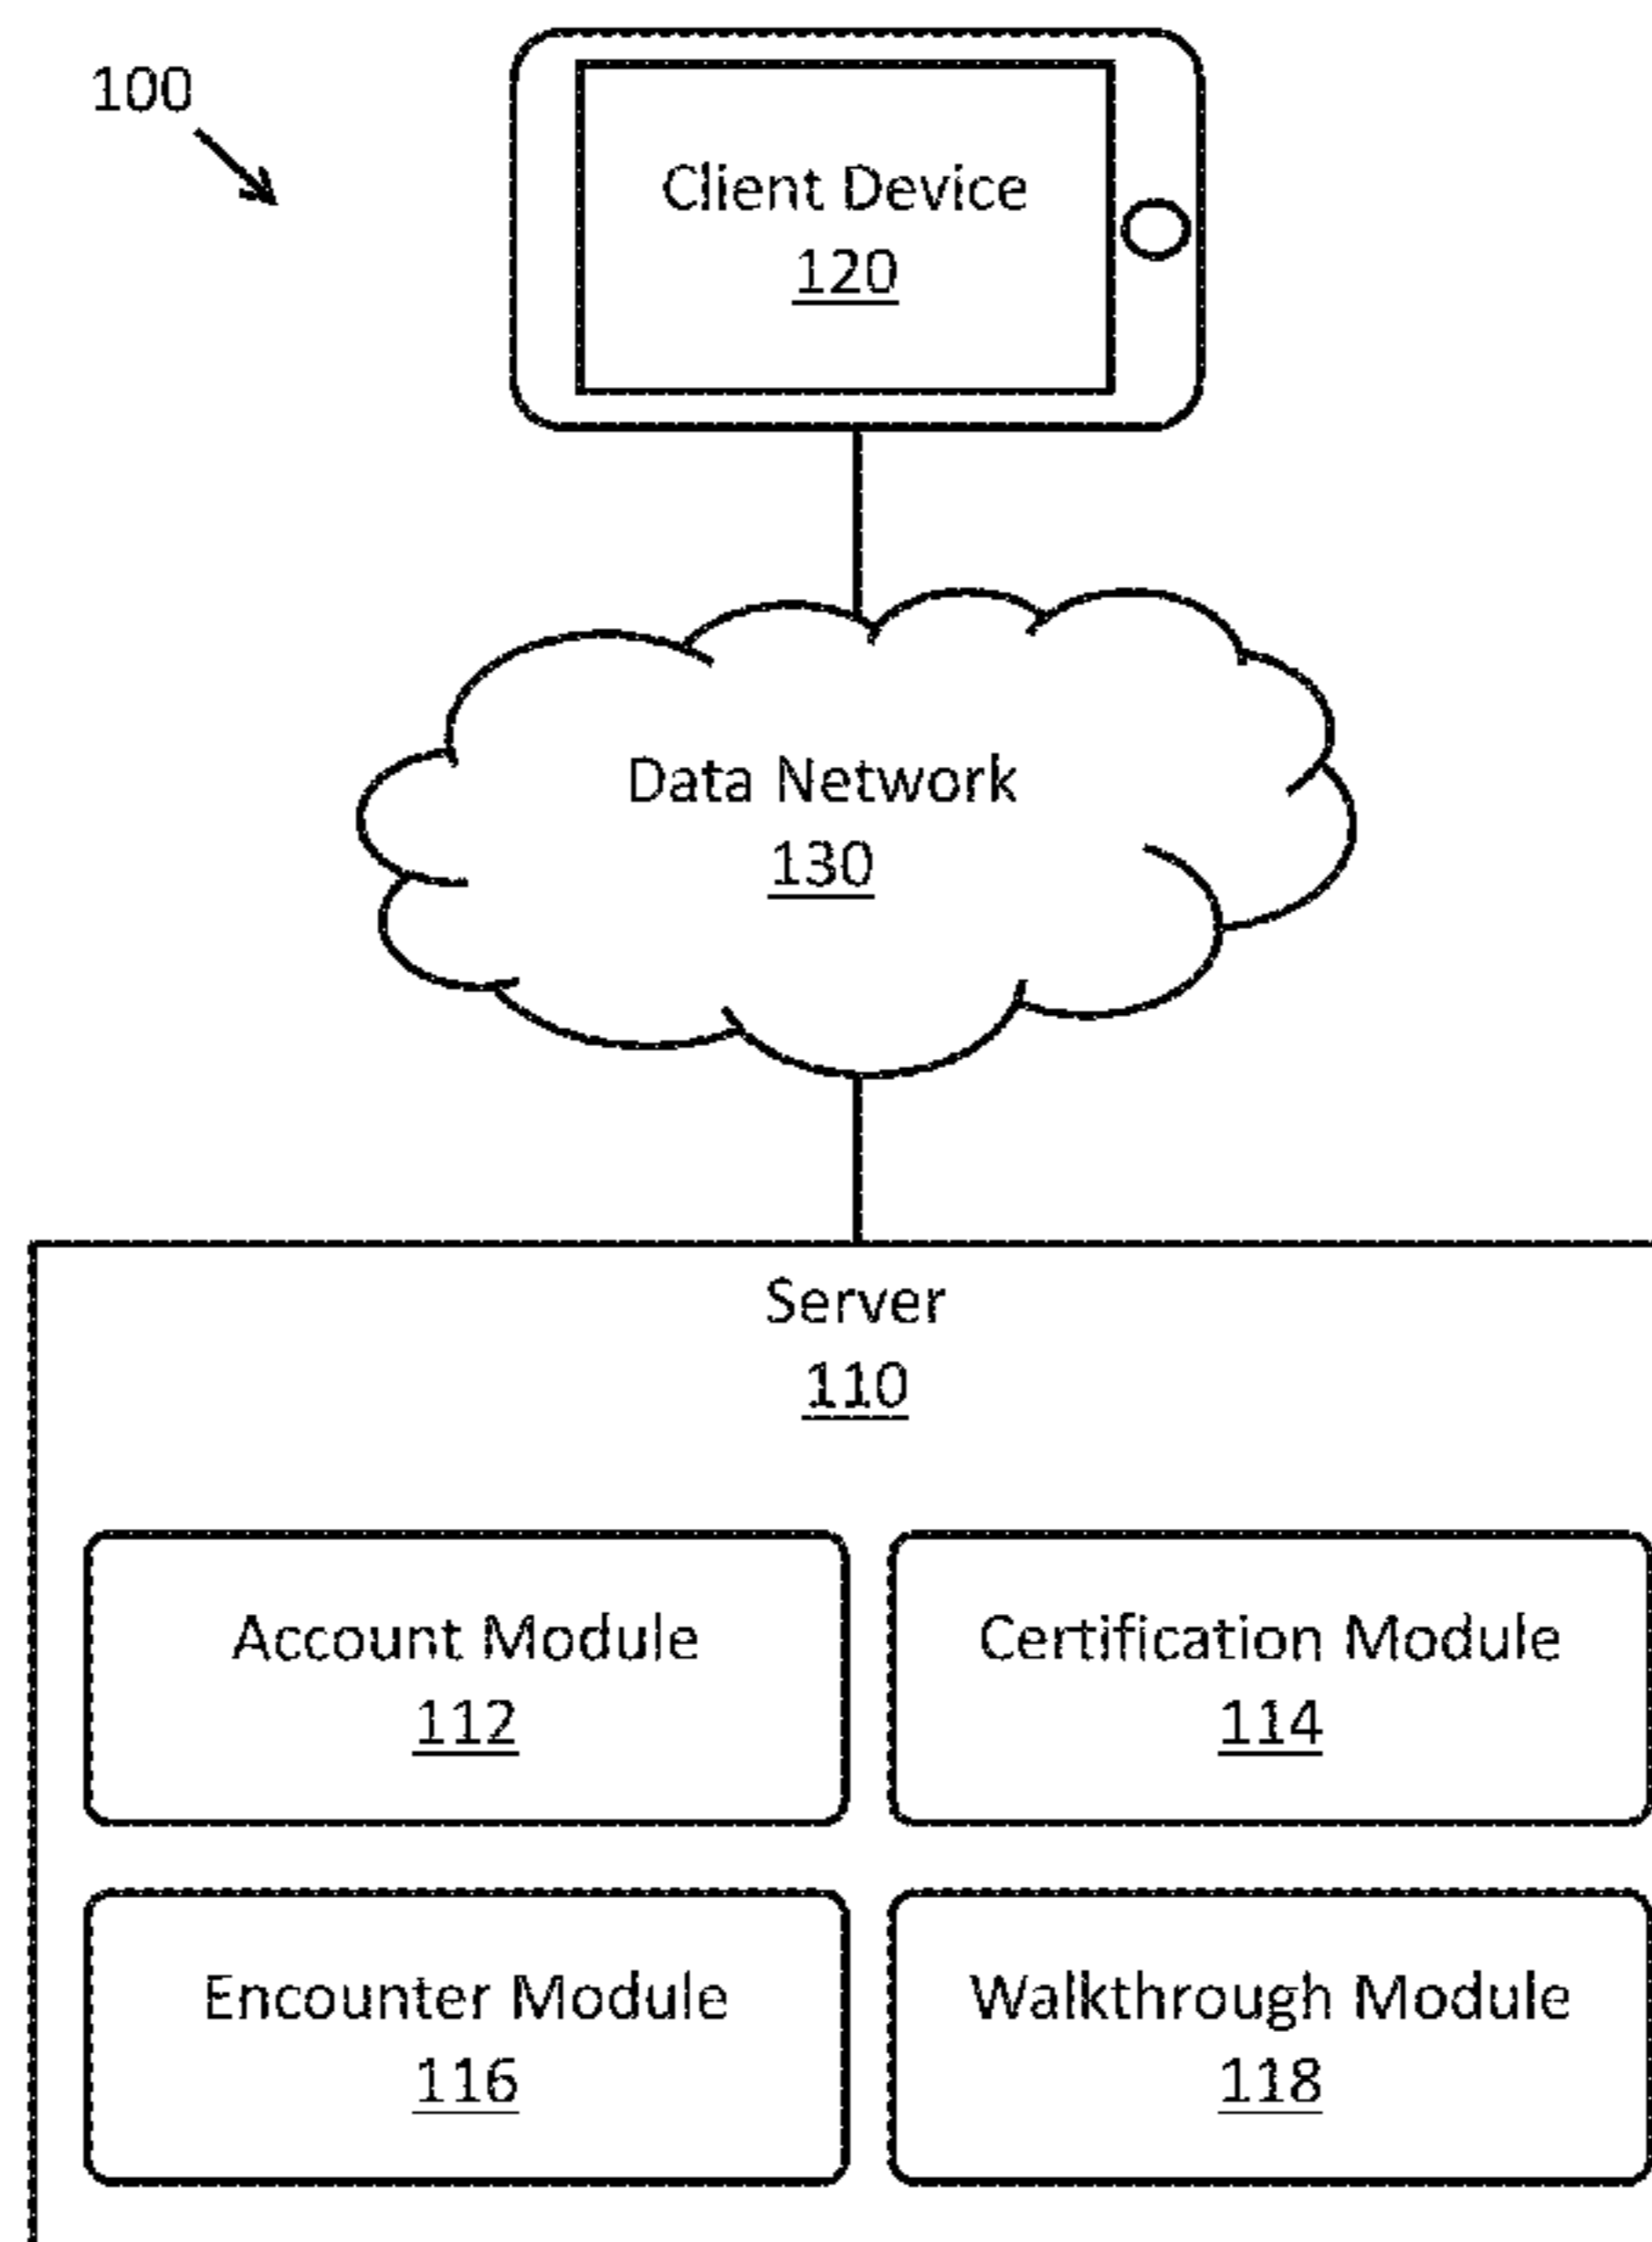 100
Client Device
120
Data Network
130
Server
110
Account Module
112
Certification Module
114
Encounter Module
116
Walkthrough Module
118